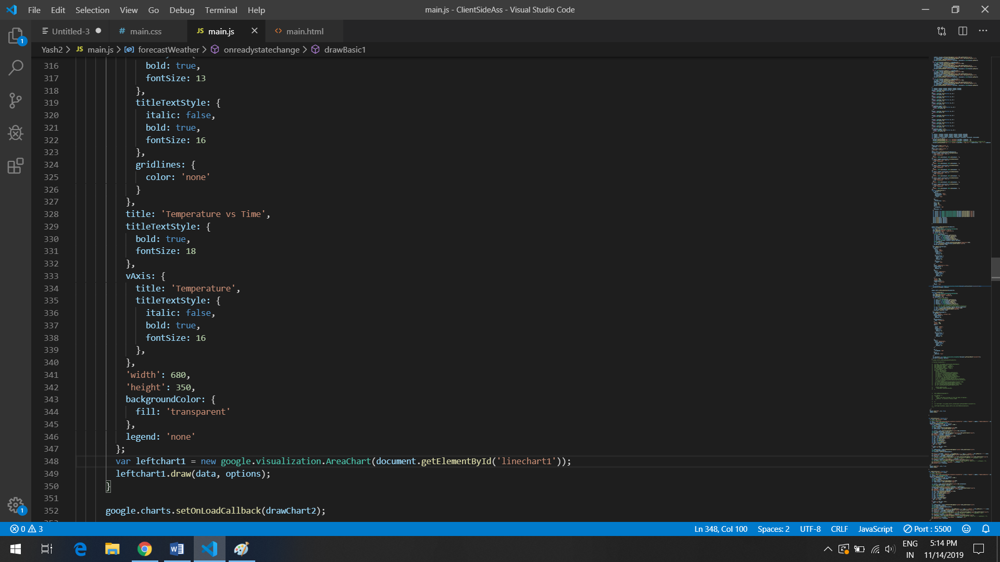 File Edit Selection View Go Debug Terminal Help
main.js - ClientSideAss - Visual Studio Code
1
Untitled-3
# main.css
JS main.js
<> main.html
Yash2 > JS main.js > forecastWeather > onreadystatechange > drawBasic1
316 bold: true,
317 fontSize: 13
318 },
319 titleTextStyle: {
320 italic: false,
321 bold: true,
322 fontSize: 16
323 },
324 gridlines: {
325 color: 'none'
326 }
327 },
328 title: 'Temperature vs Time',
329 titleTextStyle: {
330 bold: true,
331 fontSize: 18
332 },
333 vAxis: {
334 title: 'Temperature',
335 titleTextStyle: {
336 italic: false,
337 bold: true,
338 fontSize: 16
339 },
340 },
341 'width': 680,
342 'height': 350,
343 backgroundColor: {
344 fill: 'transparent'
345 },
346 legend: 'none'
347 };
348 var leftchart1 = new google.visualization.AreaChart(document.getElementById('linechart1'));
349 leftchart1.draw(data, options);
350 }
351
352 google.charts.setOnLoadCallback(drawChart2);
1
0 3
Ln 348, Col 100 Spaces: 2 UTF-8 CRLF JavaScript Port : 5500
ENG
IN
5:14 PM
11/14/2019